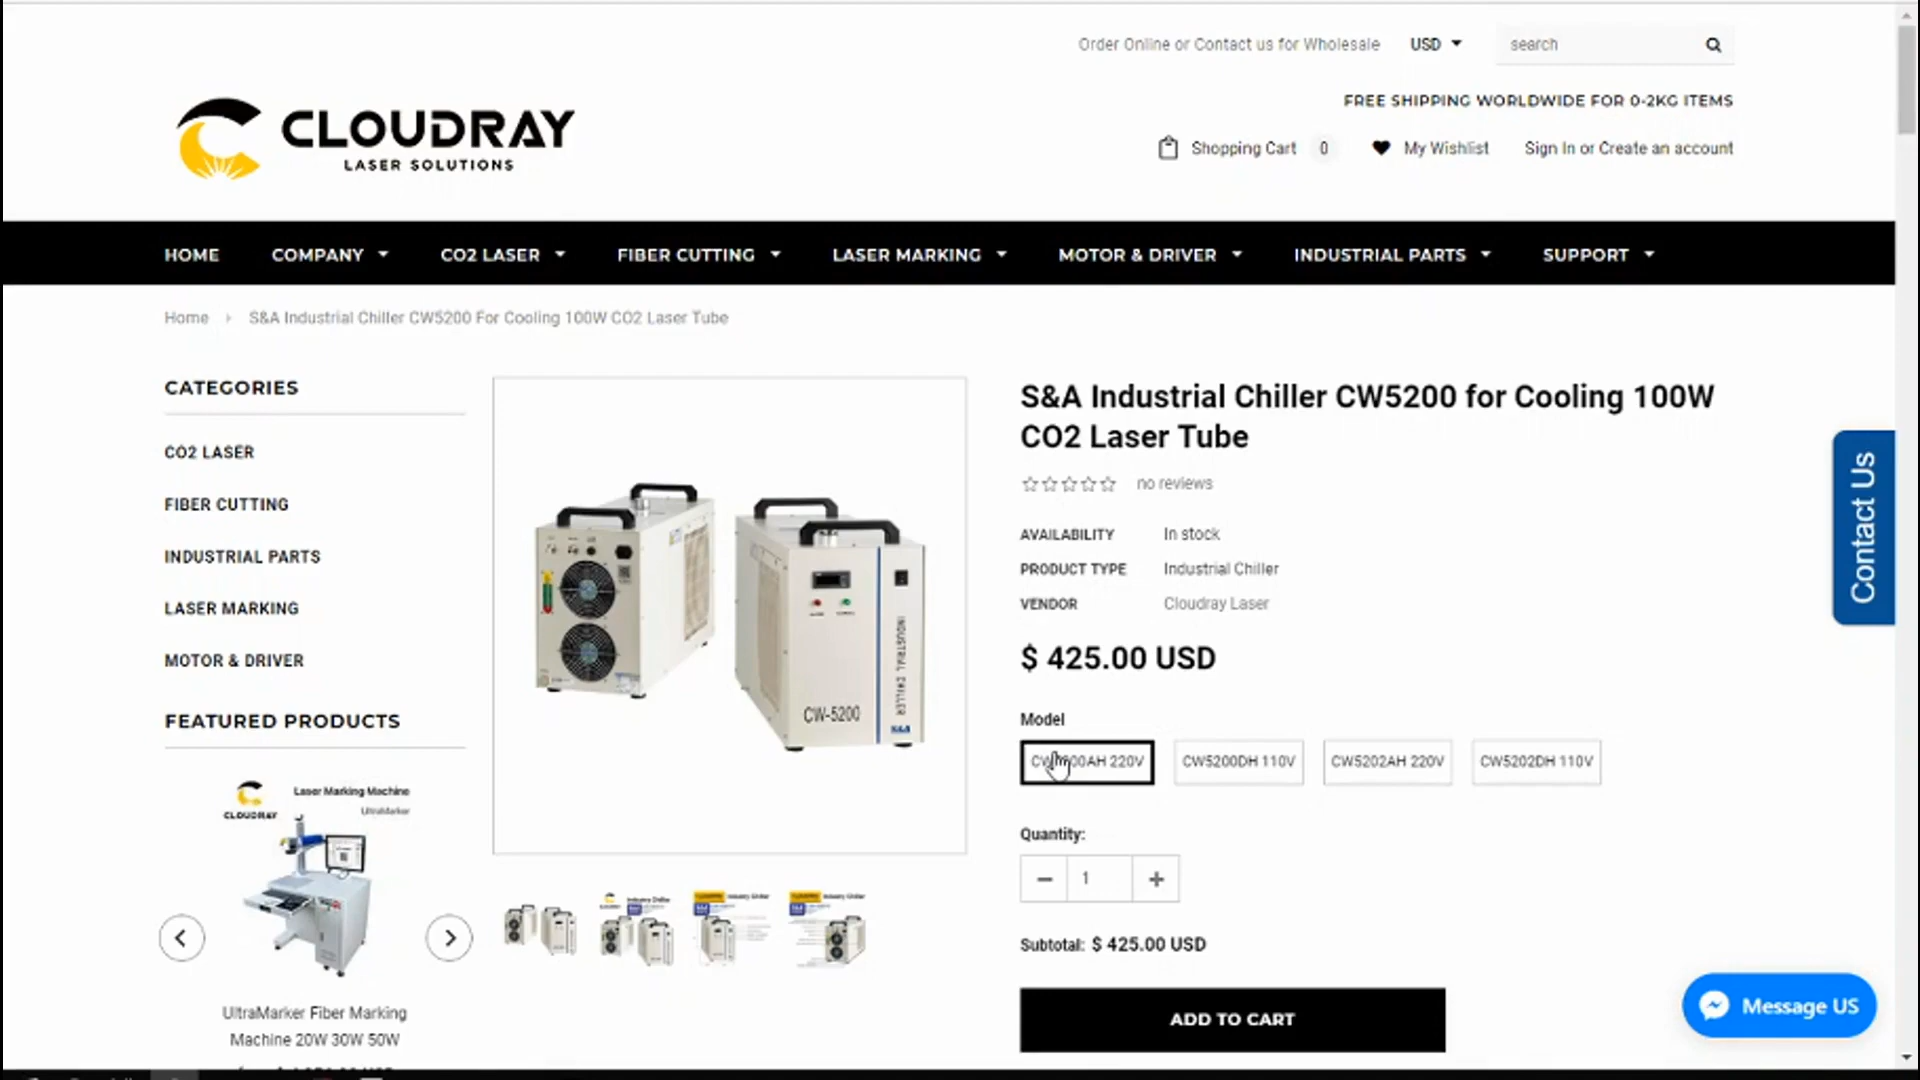 Order Online or Contact us for Wholesale
USD
search
CLOUDRAY
LASER SOLUTIONS
FREE SHIPPING WORLDWIDE FOR 0-2KG ITEMS
Shopping Cart 0
My Wishlist
Sign In or Create an account
HOME COMPANY CO2 LASER FIBER CUTTING LASER MARKING MOTOR & DRIVER INDUSTRIAL PARTS SUPPORT
Home S&A Industrial Chiller CW5200 For Cooling 100W CO2 Laser Tube
CATEGORIES
CO2 LASER
FIBER CUTTING
INDUSTRIAL PARTS
LASER MARKING
MOTOR & DRIVER
FEATURED PRODUCTS
CLOUDRAY
Laser Marking Machine
UltraMarker
UltraMarker Fiber Marking
Machine 20W 30W 50W
INDUSTRIAL CHILLER
CW-5200
S&A
S&A Industrial Chiller CW5200 for Cooling 100W
CO2 Laser Tube
no reviews
AVAILABILITY In stock
PRODUCT TYPE Industrial Chiller
VENDOR Cloudray Laser
$ 425.00 USD
Model
CW5200DH 110V
CW5202AH 220V
CW5202DH 110V
Quantity:
1
Subtotal: $ 425.00 USD
ADD TO CART
Contact Us
Message US